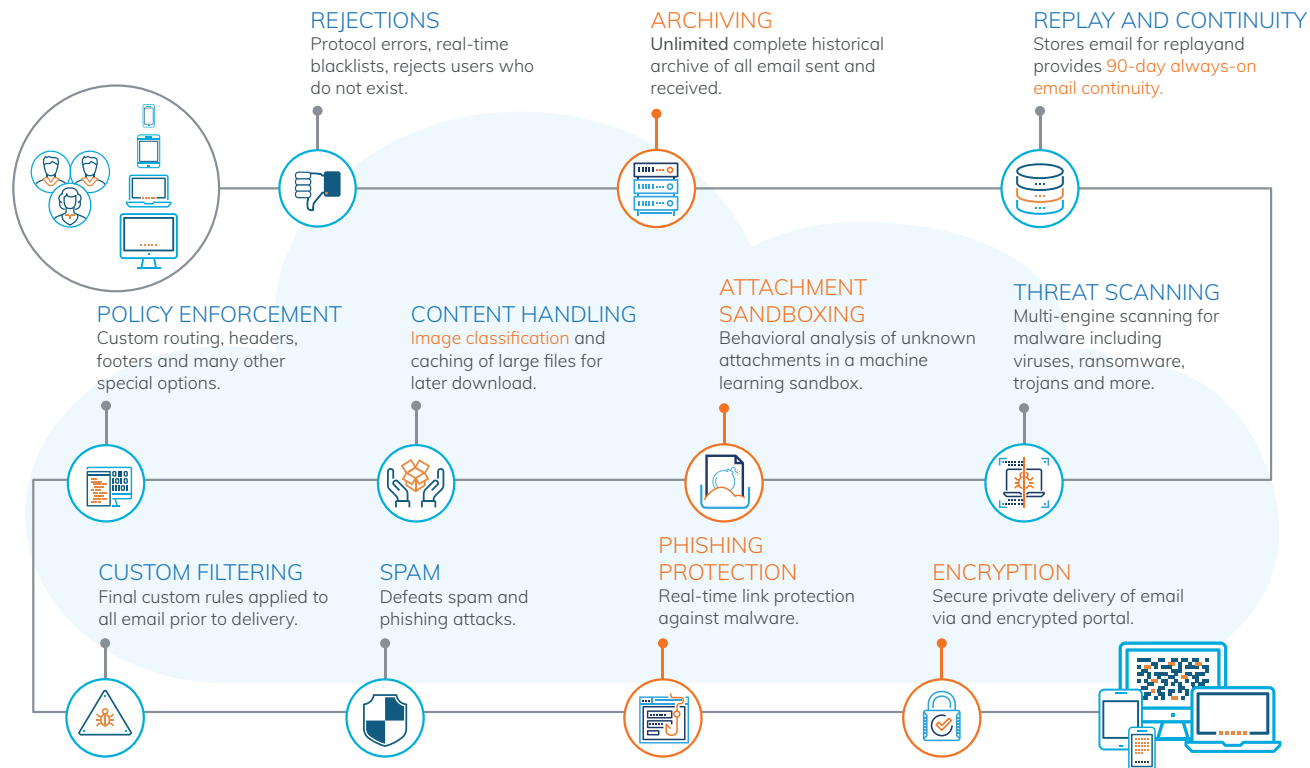 REJECTIONS
Protocol errors, real-time
blacklists, rejects users who
do not exist.
ARCHIVING
Unlimited complete historical
archive of all email sent and
received.
REPLAY AND CONTINUITY
Stores email for replayand
provides 90-day always-on
email continuity.
POLICY ENFORCEMENT
Custom routing, headers,
footers and many other
special options.
CONTENT HANDLING
Image classification and
caching of large files for
later download.
ATTACHMENT
SANDBOXING
Behavioral analysis of unknown
attachments in a machine
learning sandbox.
THREAT SCANNING
Multi-engine scanning for
malware including
viruses, ransomware,
trojans and more.
CUSTOM FILTERING
Final custom rules applied to
all email prior to delivery.
SPAM
Defeats spam and
phishing attacks.
PHISHING
PROTECTION
Real-time link protection
against malware.
ENCRYPTION
Secure private delivery of email
via and encrypted portal.